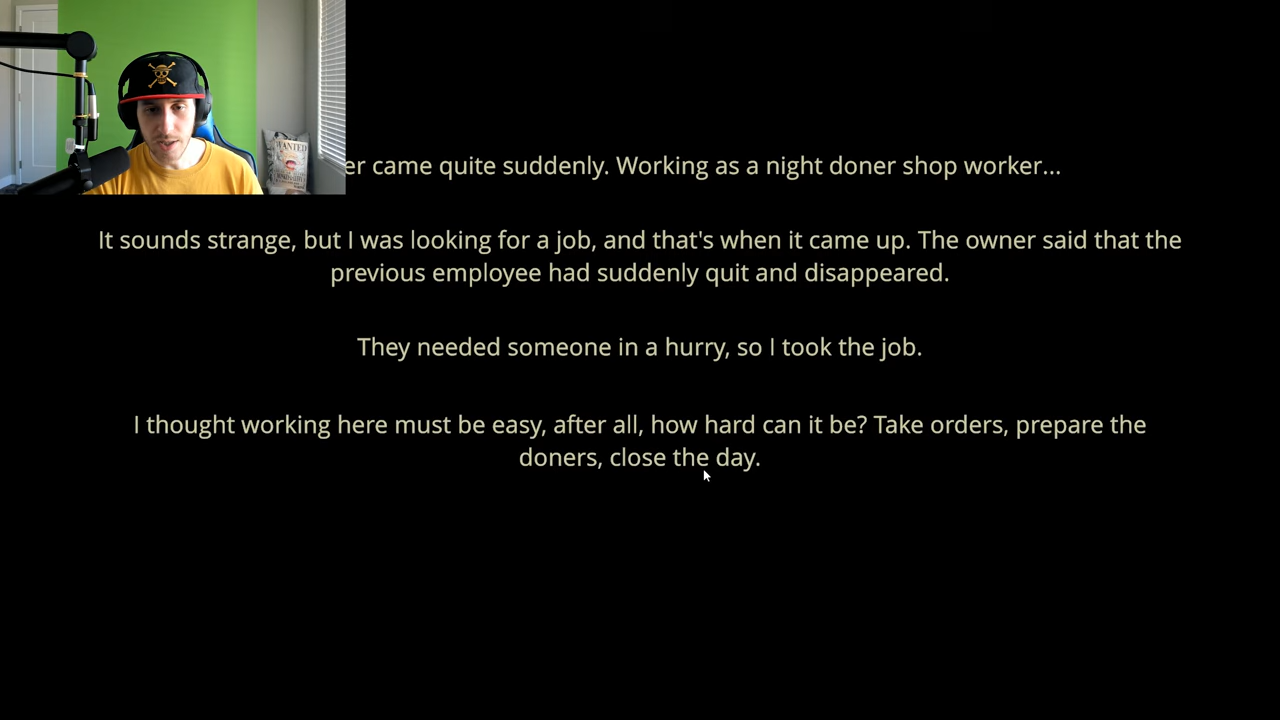 er came quite suddenly. Working as a night doner shop worker...
It sounds strange, but I was looking for a job, and that's when it came up. The owner said that the
previous employee had suddenly quit and disappeared.
They needed someone in a hurry, so I took the job.
I thought working here must be easy, after all, how hard can it be? Take orders, prepare the
doners, close the day.
WANTED